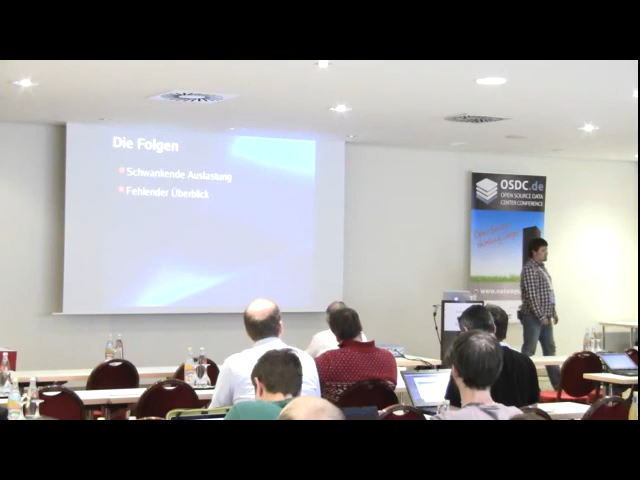 Die Folgen
Schwankende Auslastung
Fehlender Überblick
OSDC.de
OPEN SOURCE DATA
CENTER CONFERENCE